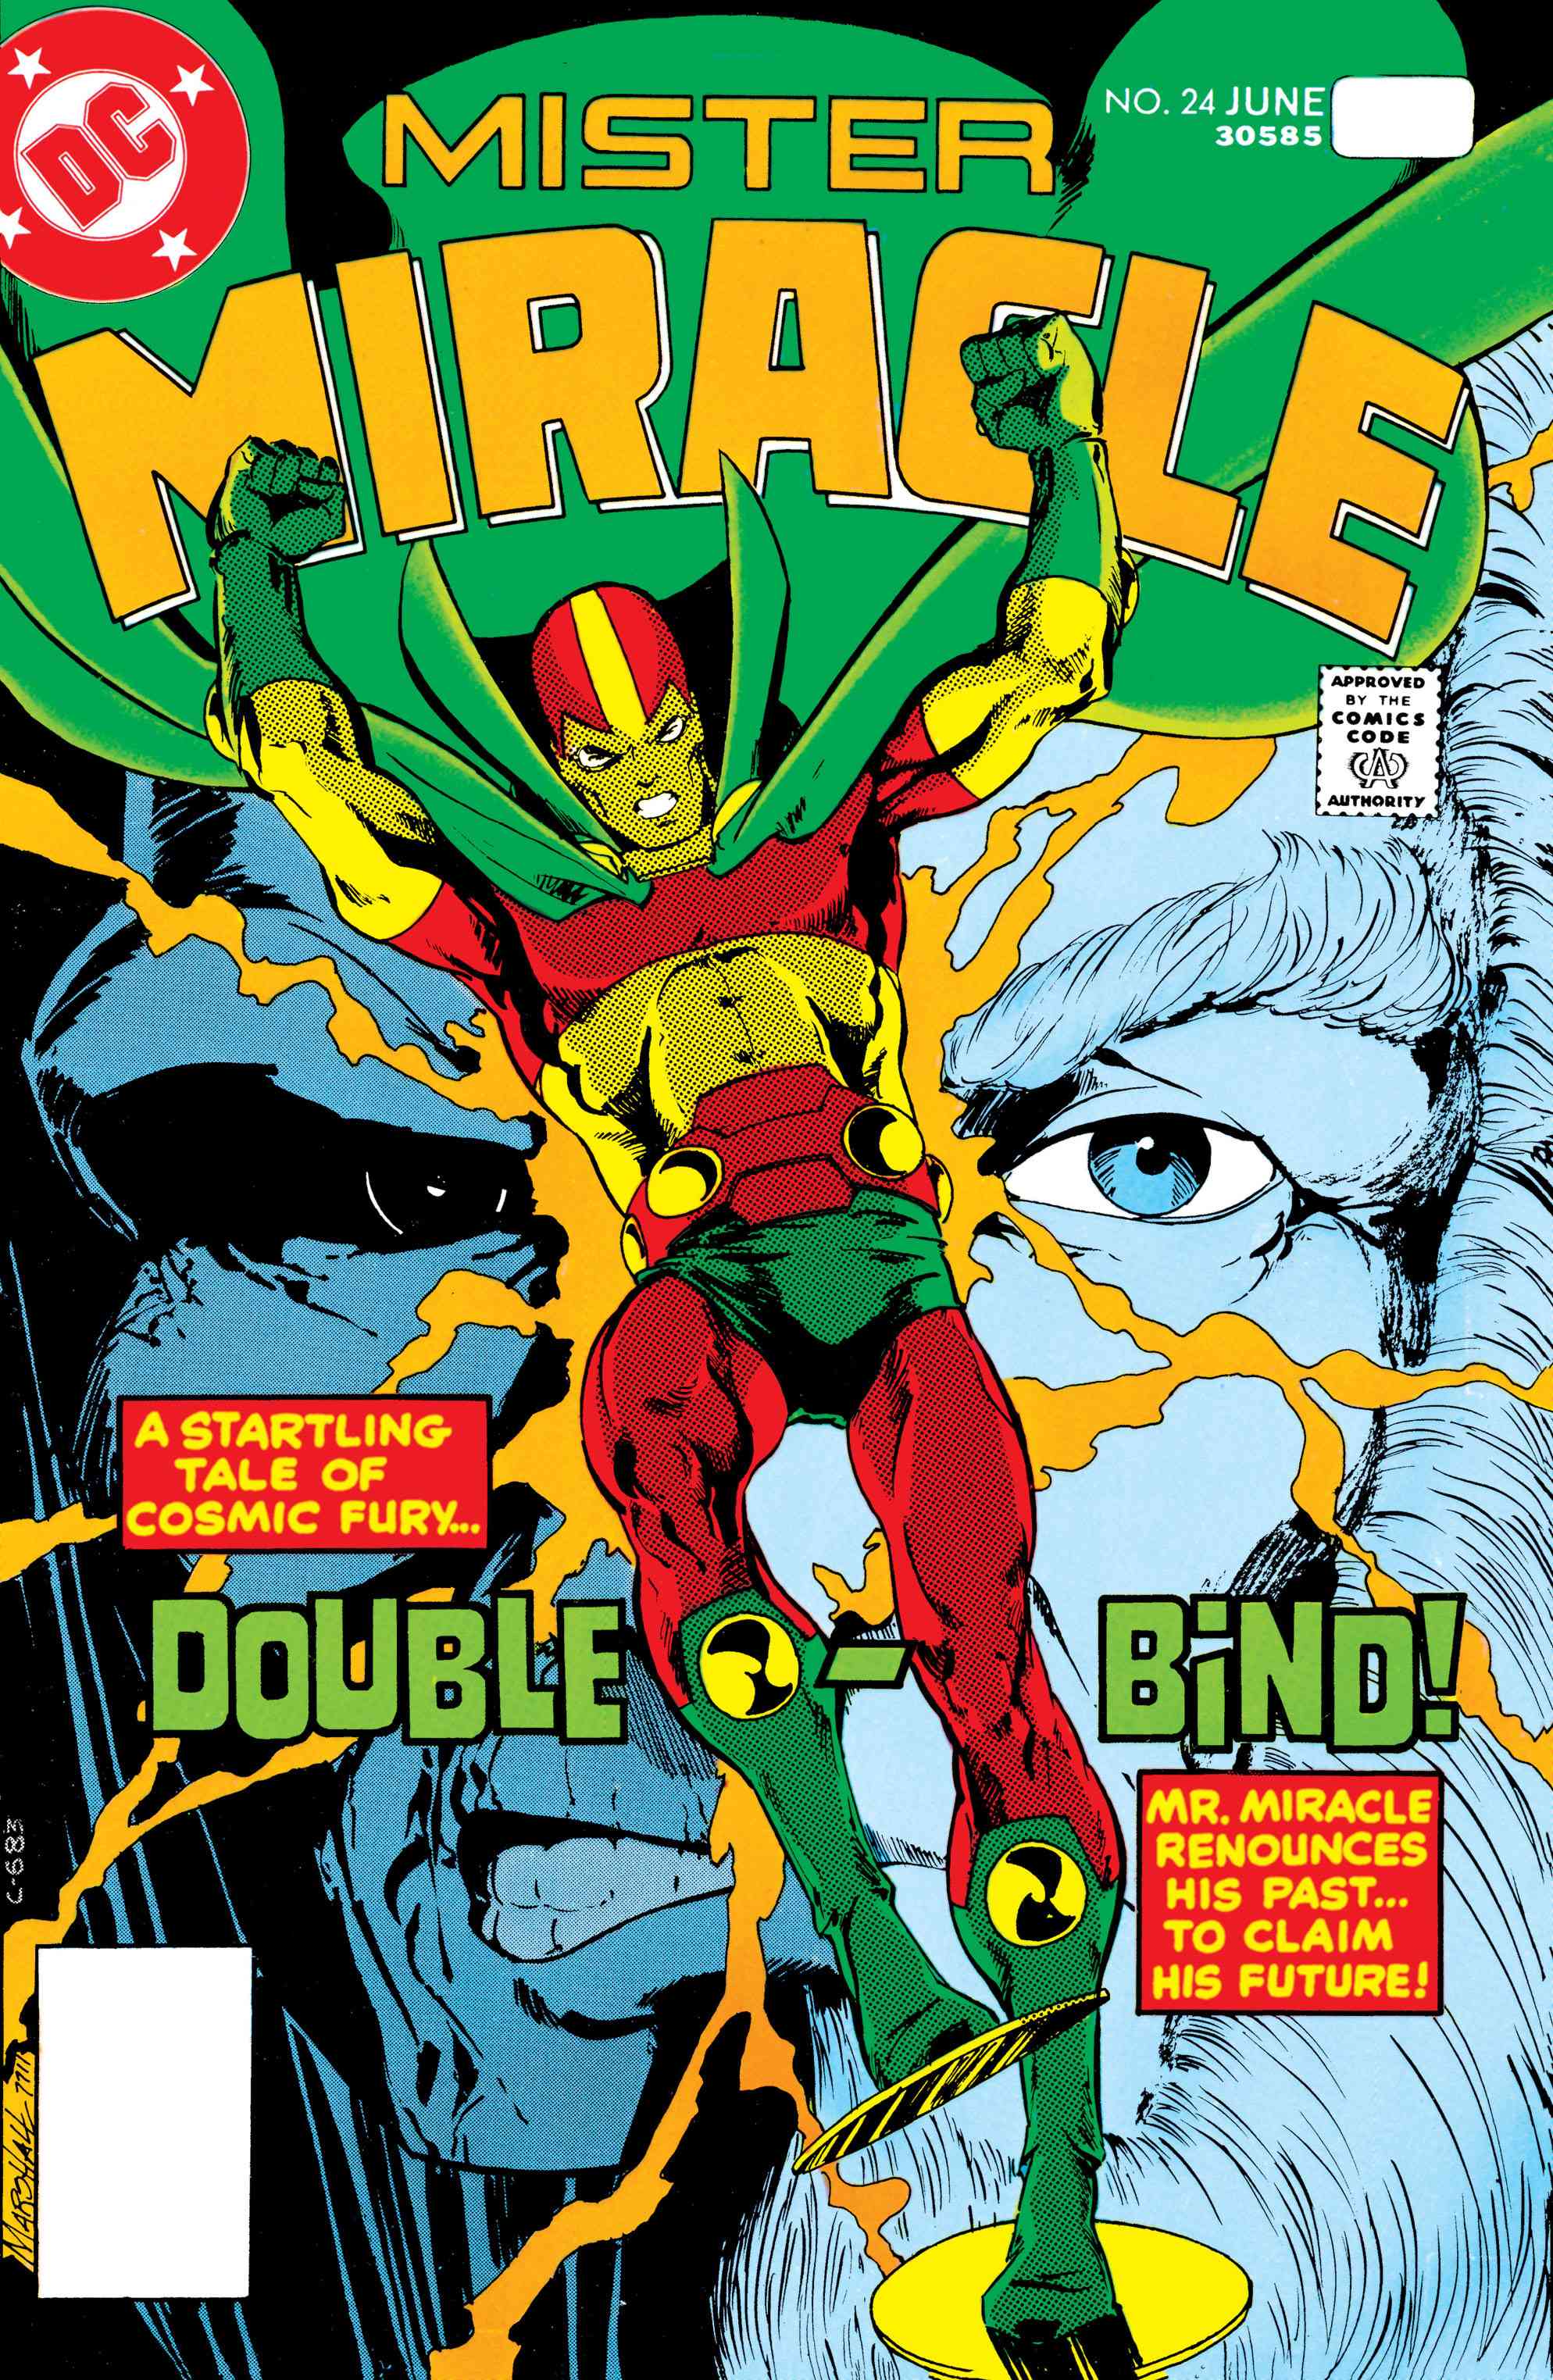 DC
MISTER
MIRACLE
NO. 24 JUNE
30585
APPROVED
BY THE
COMICS
CODE
CA
AUTHORITY
A STARTLING
TALE OF
COSMIC FURY...
DOUBLE-BIND!
MR. MIRACLE
RENOUNCES
HIS PAST...
TO CLAIM
HIS FUTURE!
C-683
MARSHALL